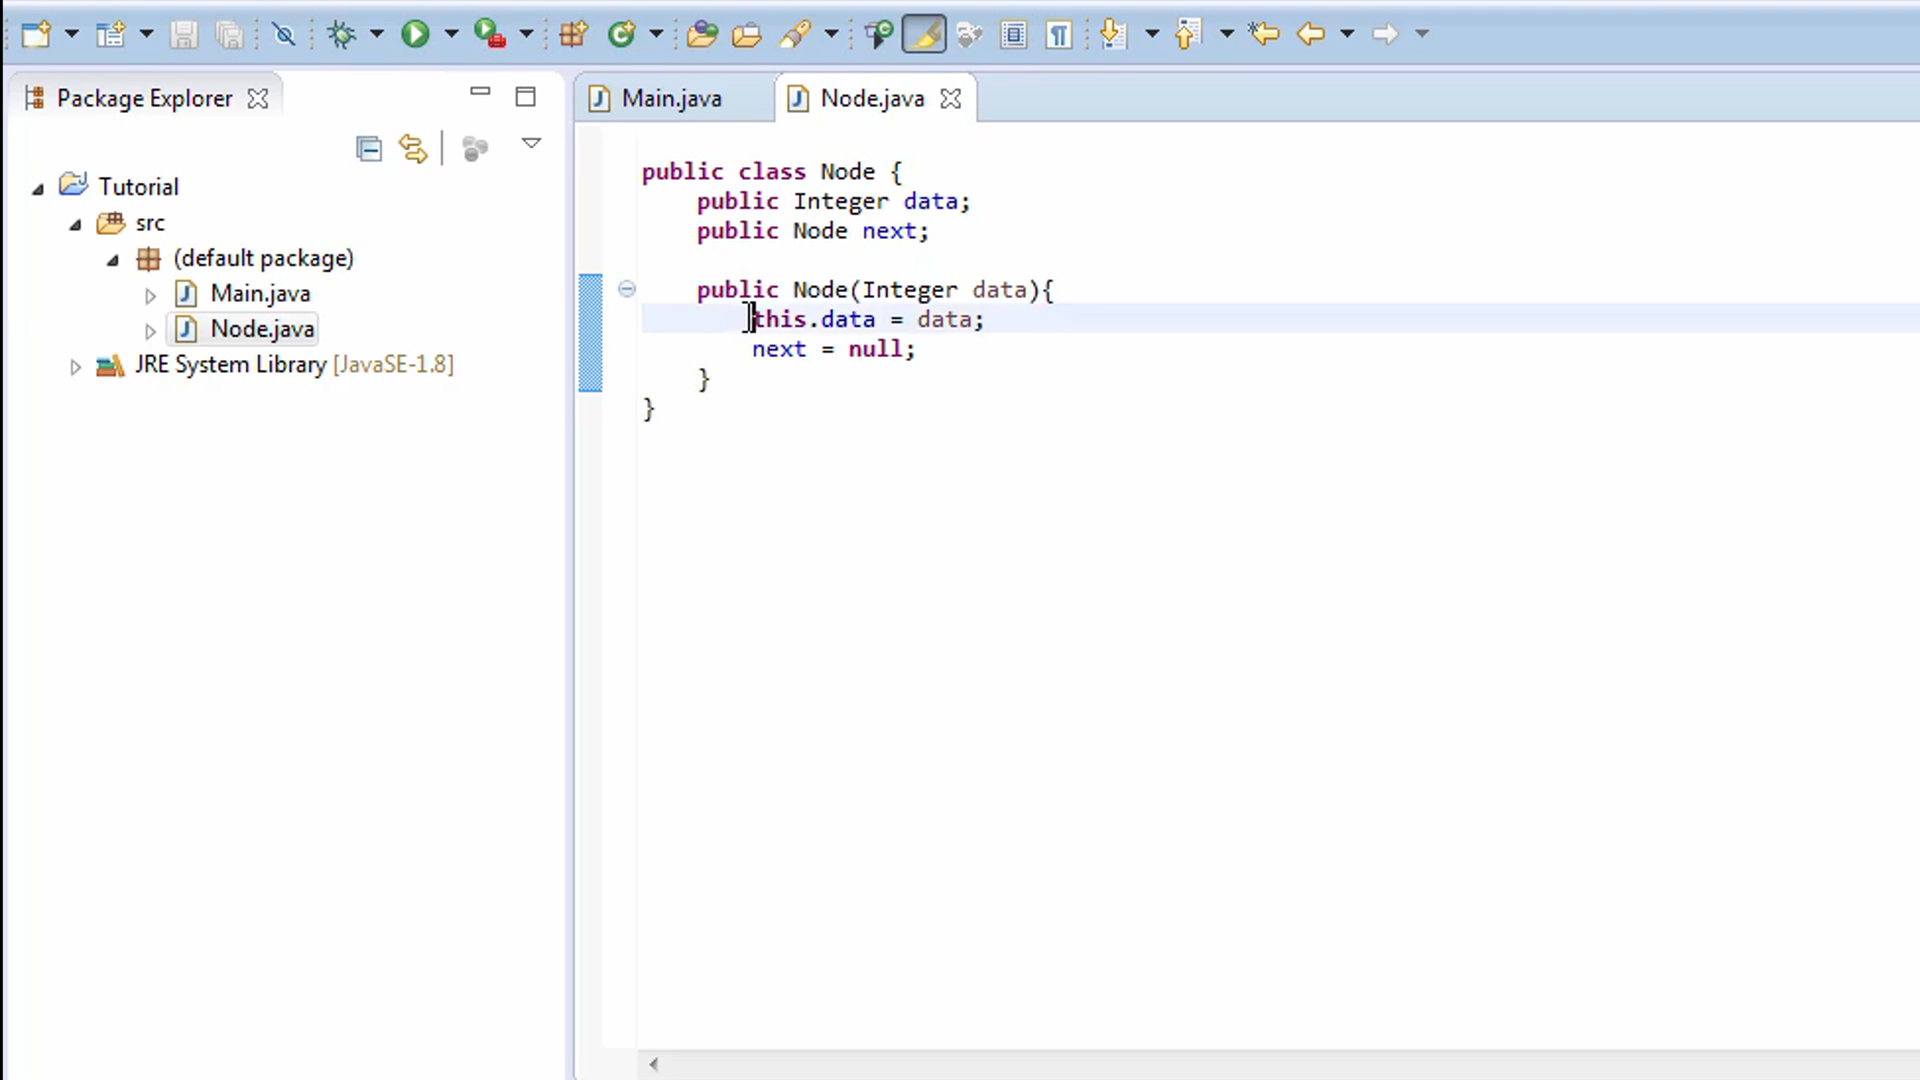 Package Explorer
Tutorial
src
(default package)
Main.java
Node.java
JRE System Library [JavaSE-1.8]
Main.java
Node.java
public class Node {
public Integer data;
public Node next;
public Node(Integer data){
this.data = data;
next = null;
}
}